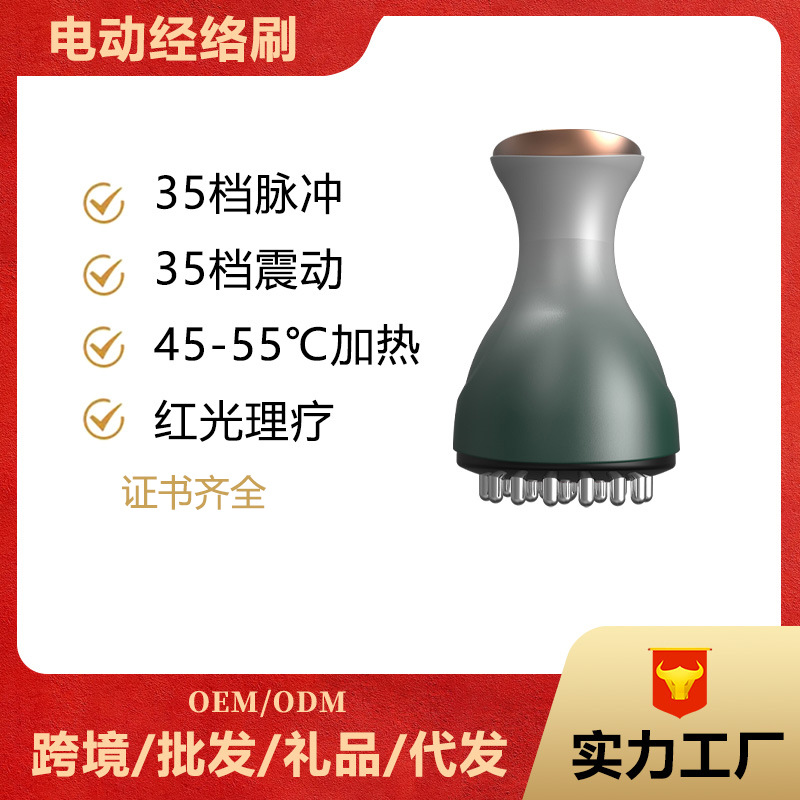 电动经络刷
35档脉冲
35档震动
45-55℃加热
红光理疗
证书齐全
OEM/ODM
跨境/批发/礼品/代发
实力工厂